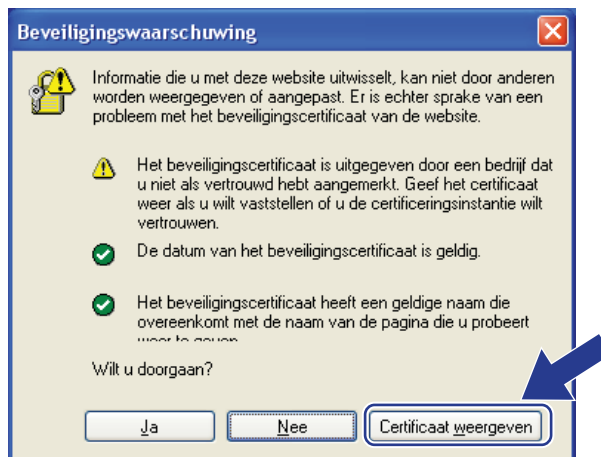 Beveiligingswaarschuwing
Informatie die u met deze website uitwisselt, kan niet door anderen
worden weergegeven of aangepast. Er is echter sprake van een
probleem met het beveiligingscertificaat van de website.
Het beveiligingscertificaat is uitgegeven door een bedrijf dat
u niet als vertrouwd hebt aangemerkt. Geef het certificaat
weer als u wilt vaststellen of u de certificeringsinstantie wilt
vertrouwen.
De datum van het beveiligingscertificaat is geldig.
Het beveiligingscertificaat heeft een geldige naam die
overeenkomt met de naam van de pagina die u probeert
Wilt u doorgaan?
Ja Nee Certificaat weergeven